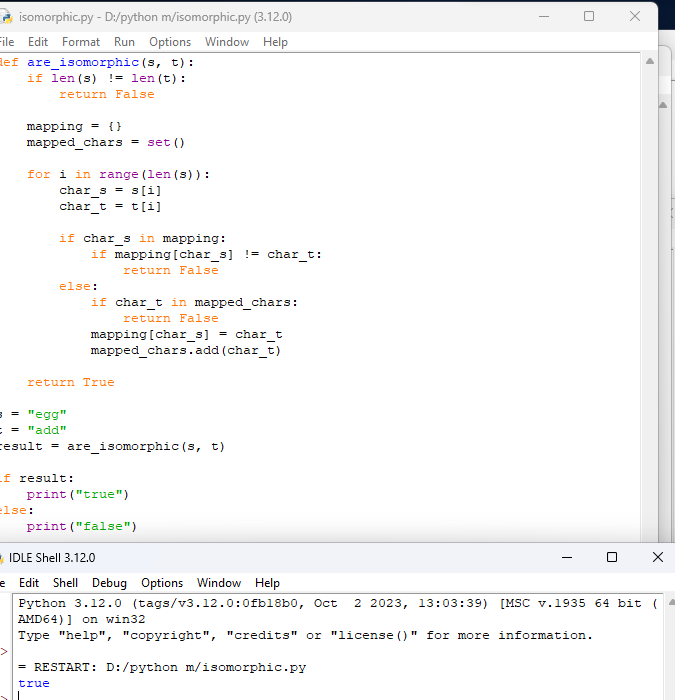 isomorphic.py - D:/python m/isomorphic.py (3.12.0)
File Edit Format Run Options Window Help
def are_isomorphic(s, t):
    if len(s) != len(t):
        return False

    mapping = {}
    mapped_chars = set()

    for i in range(len(s)):
        char_s = s[i]
        char_t = t[i]

        if char_s in mapping:
            if mapping[char_s] != char_t:
                return False
        else:
            if char_t in mapped_chars:
                return False
            mapping[char_s] = char_t
            mapped_chars.add(char_t)

    return True

s = "egg"
t = "add"
result = are_isomorphic(s, t)

if result:
    print("true")
else:
    print("false")
IDLE Shell 3.12.0
e Edit Shell Debug Options Window Help
Python 3.12.0 (tags/v3.12.0:0fb18b0, Oct  2 2023, 13:03:39) [MSC v.1935 64 bit (
AMD64)] on win32
Type "help", "copyright", "credits" or "license()" for more information.
>
= RESTART: D:/python m/isomorphic.py
true
>